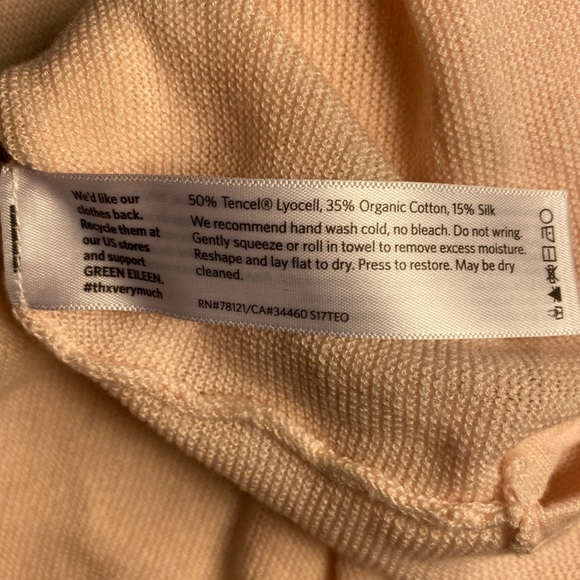 We'd like our
clothes back.
Recycle them at
our US stores
and support
GREEN EILEEN.
#thxverymuch
50% Tencel® Lyocell, 35% Organic Cotton, 15% Silk
We recommend hand wash cold, no bleach. Do not wring.
Gently squeeze or roll in towel to remove excess moisture.
Reshape and lay flat to dry. Press to restore. May be dry
cleaned.
RN#78121/CA#34460 S17TEO